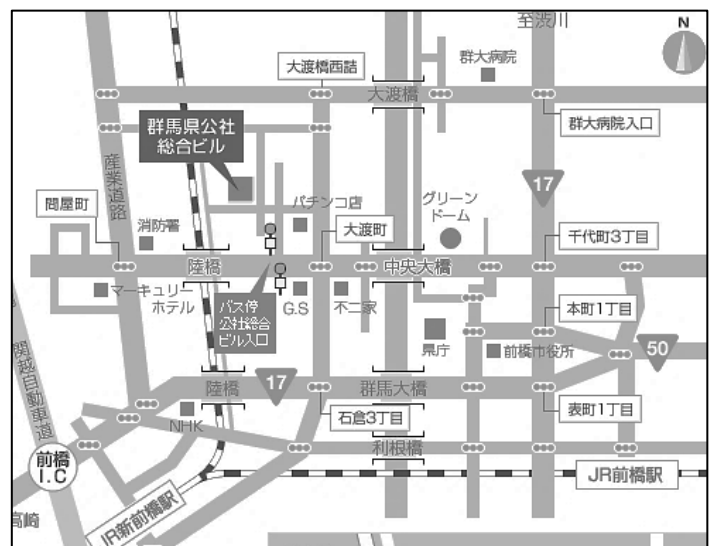 至渋川
N
群大病院
大渡橋西詰
大渡橋
群馬県公社
総合ビル
群大病院入口
産業道路
17
パチンコ店
グリーン
ドーム
問屋町
消防署
大渡町
千代町3丁目
陸橋
中央大橋
マーキュリー
ホテル
バス停
公社総合
ビル入口
G.S
不二家
本町1丁目
県庁
前橋市役所
50
関越自動車道
陸橋
17
群馬大橋
NHK
石倉3丁目
表町1丁目
利根橋
前橋
I.C
JR前橋駅
高崎
JR新前橋駅